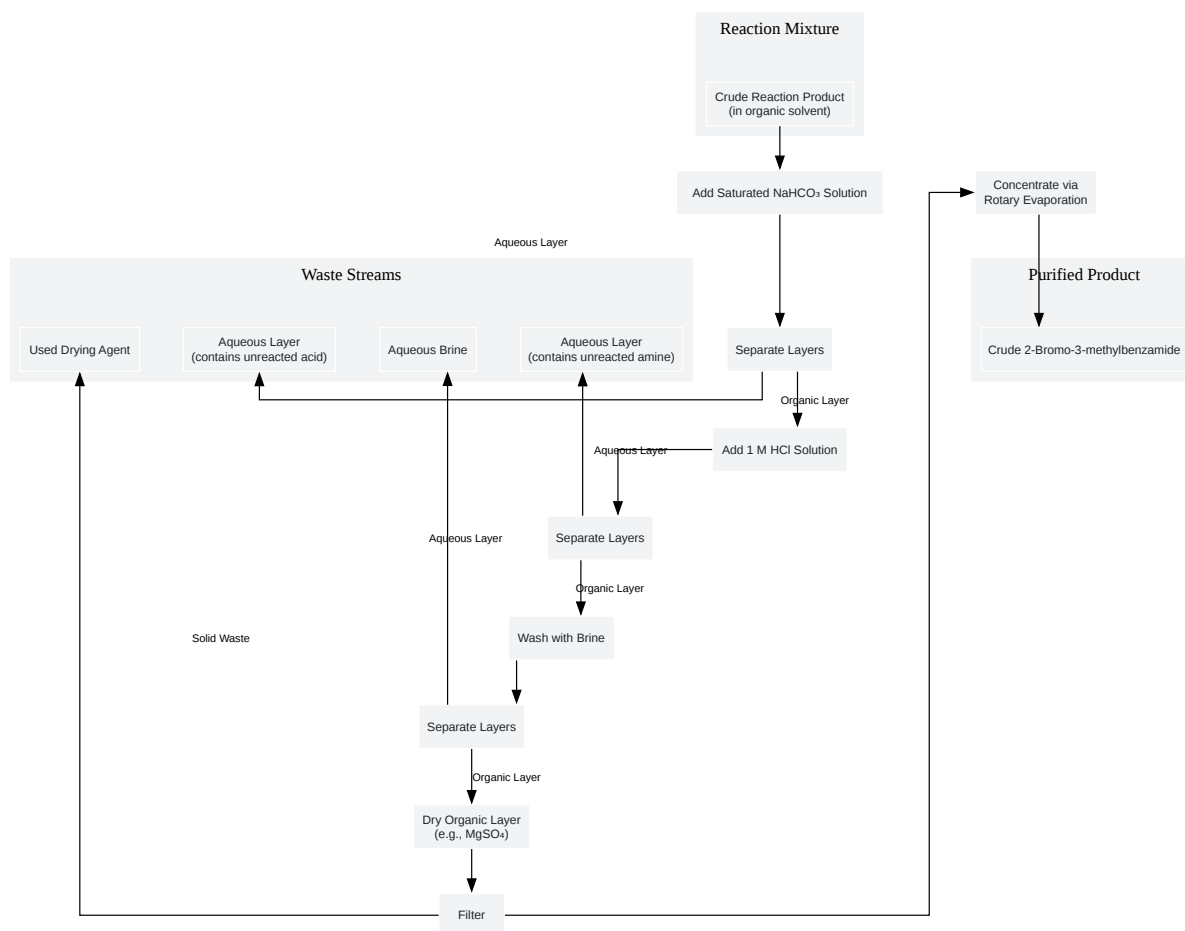 Reaction Mixture
Crude Reaction Product
(in organic solvent)
Add Saturated NaHCO₃ Solution
Concentrate via
Rotary Evaporation
Aqueous Layer
Waste Streams
Purified Product
Used Drying Agent
Aqueous Layer
(contains unreacted acid)
Aqueous Brine
Aqueous Layer
(contains unreacted amine)
Separate Layers
Crude 2-Bromo-3-methylbenzamide
Organic Layer
Aqueous Layer
Add 1 M HCl Solution
Aqueous Layer
Separate Layers
Organic Layer
Solid Waste
Wash with Brine
Separate Layers
Organic Layer
Dry Organic Layer
(e.g., MgSO₄)
Filter